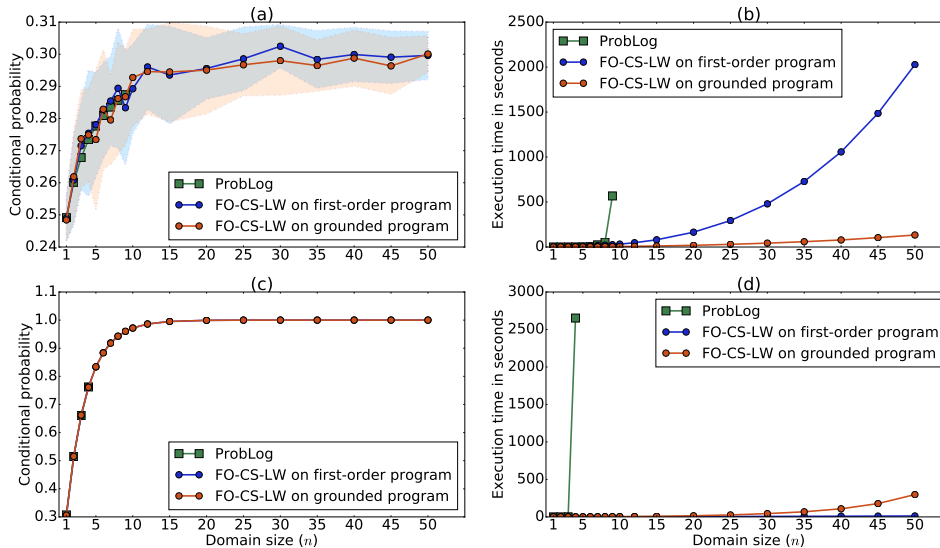 (a)
Conditional probability
0.31
0.30
0.29
0.28
0.27
0.26
0.25
0.24
ProbLog
FO-CS-LW on first-order program
FO-CS-LW on grounded program
1 5 10 15 20 25 30 35 40 45 50
(b)
Execution time in seconds
2500
2000
1500
1000
500
0
ProbLog
FO-CS-LW on first-order program
FO-CS-LW on grounded program
1 5 10 15 20 25 30 35 40 45 50
(c)
Conditional probability
1.1
1.0
0.9
0.8
0.7
0.6
0.5
0.4
0.3
ProbLog
FO-CS-LW on first-order program
FO-CS-LW on grounded program
1 5 10 15 20 25 30 35 40 45 50
Domain size (n)
(d)
Execution time in seconds
3000
2500
2000
1500
1000
500
0
ProbLog
FO-CS-LW on first-order program
FO-CS-LW on grounded program
1 5 10 15 20 25 30 35 40 45 50
Domain size (n)